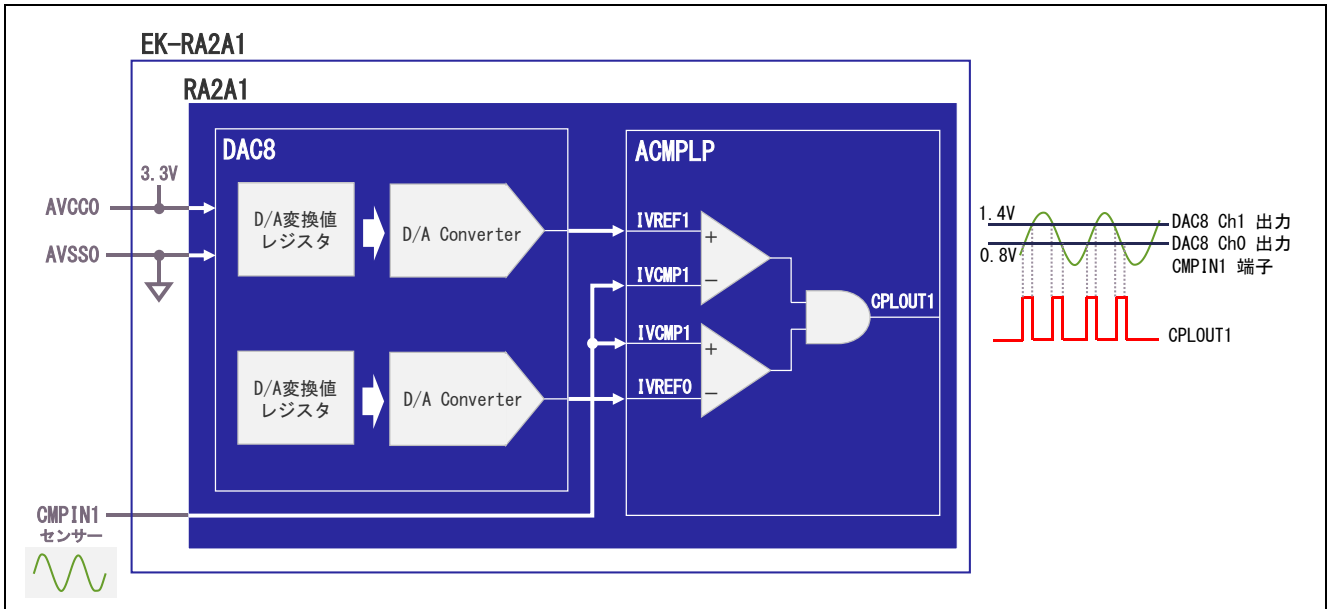 EK-RA2A1
RA2A1
DAC8
ACMPLP
3.3V
AVCC0
AVSS0
D/A変換値
レジスタ
D/A Converter
D/A変換値
レジスタ
D/A Converter
IVREF1
+
IVCMP1
−
IVCMP1
+
IVREF0
−
CPLOUT1
CMPIN1
センサー
1.4V
0.8V
DAC8 Ch1 出力
DAC8 Ch0 出力
CMPIN1 端子
CPLOUT1